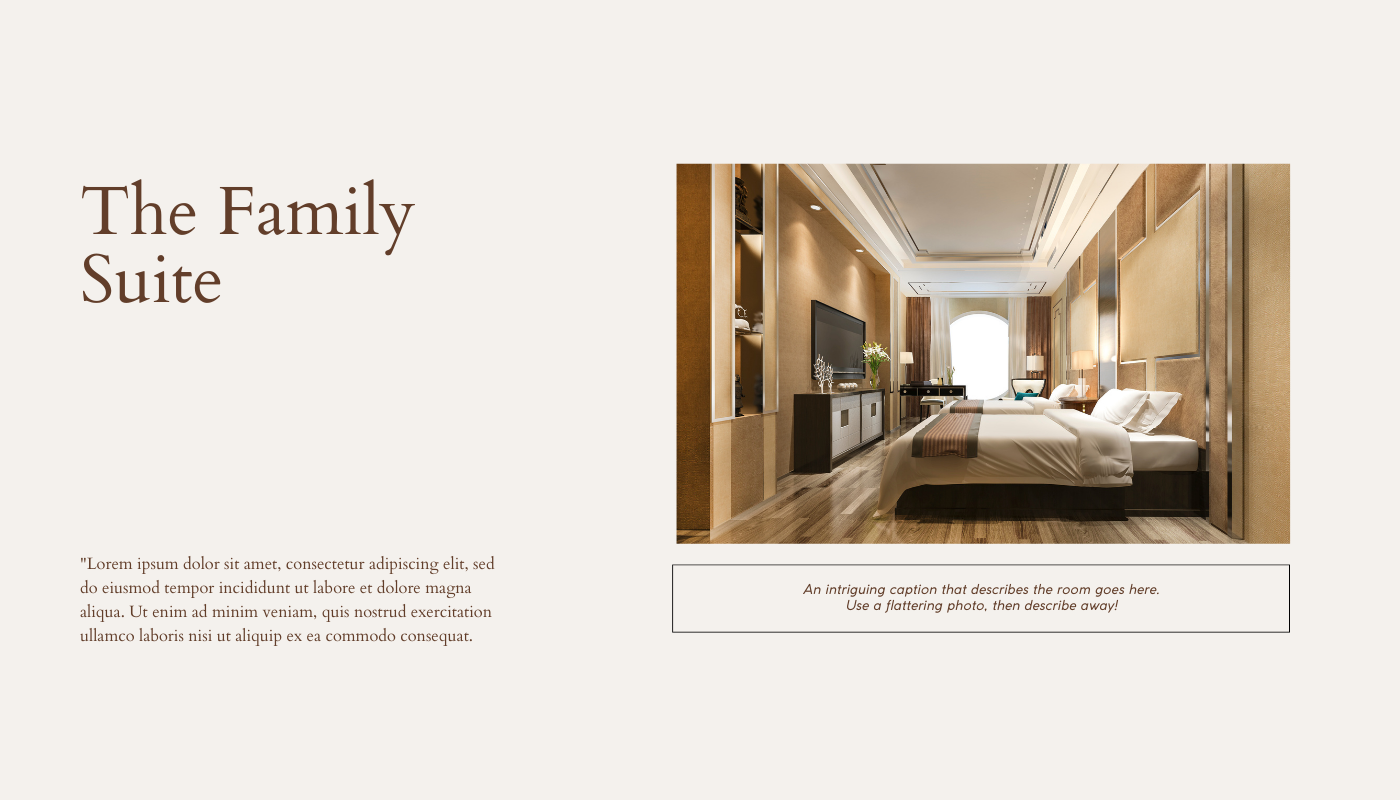 The Family
Suite
"Lorem ipsum dolor sit amet, consectetur adipiscing elit, sed
do eiusmod tempor incididunt ut labore et dolore magna
aliqua. Ut enim ad minim veniam, quis nostrud exercitation
ullamco laboris nisi ut aliquip ex ea commodo consequat.
An intriguing caption that describes the room goes here.
Use a flattering photo, then describe away!